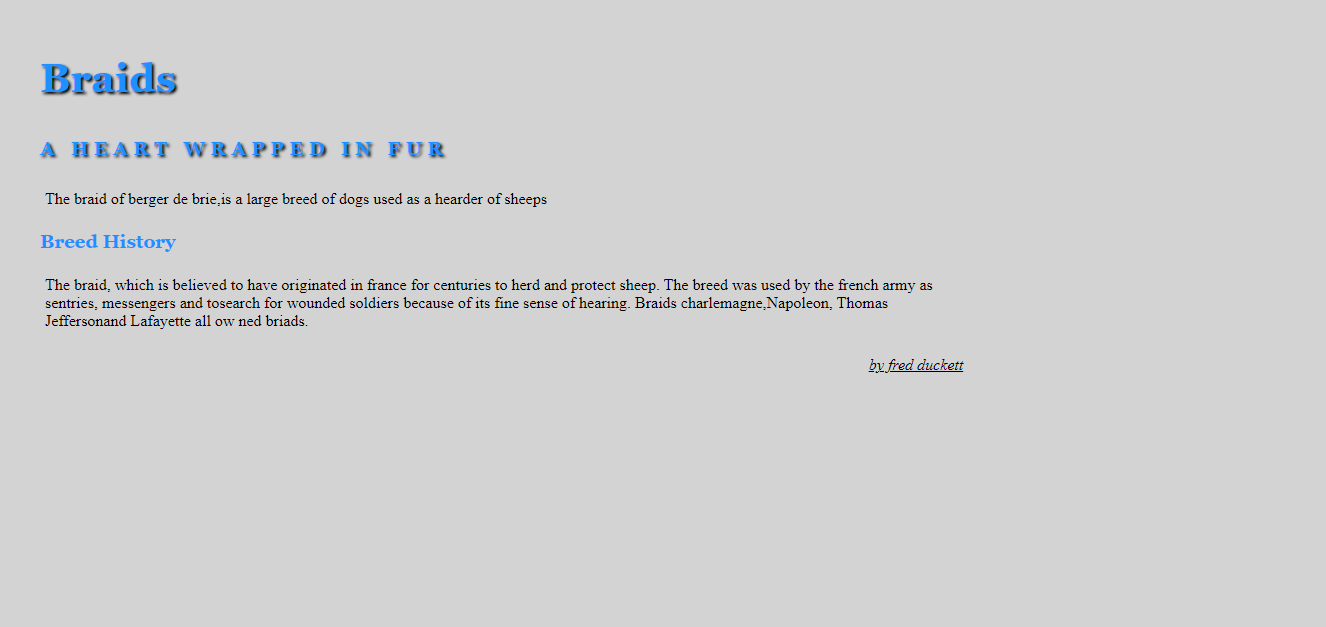 Braids
A HEART WRAPPED IN FUR
The braid of berger de brie,is a large breed of dogs used as a hearder of sheeps
Breed History
The braid, which is believed to have originated in france for centuries to herd and protect sheep. The breed was used by the french army as
sentries, messengers and tosearch for wounded soldiers because of its fine sense of hearing. Braids charlemagne,Napoleon, Thomas
Jeffersonand Lafayette all ow ned briads.
by fred duckett